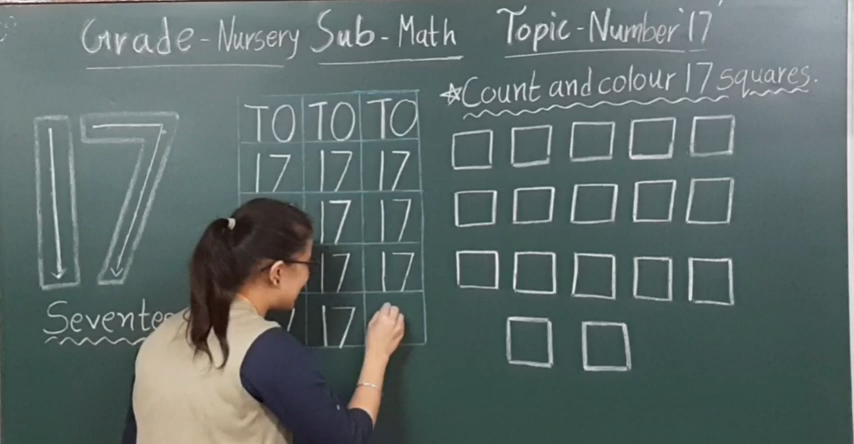 Grade-Nursery Sub-Math Topic-Number '17'
Count and colour 17 squares.
17
TO TO TO
17 17 17
17 17
17 17
17